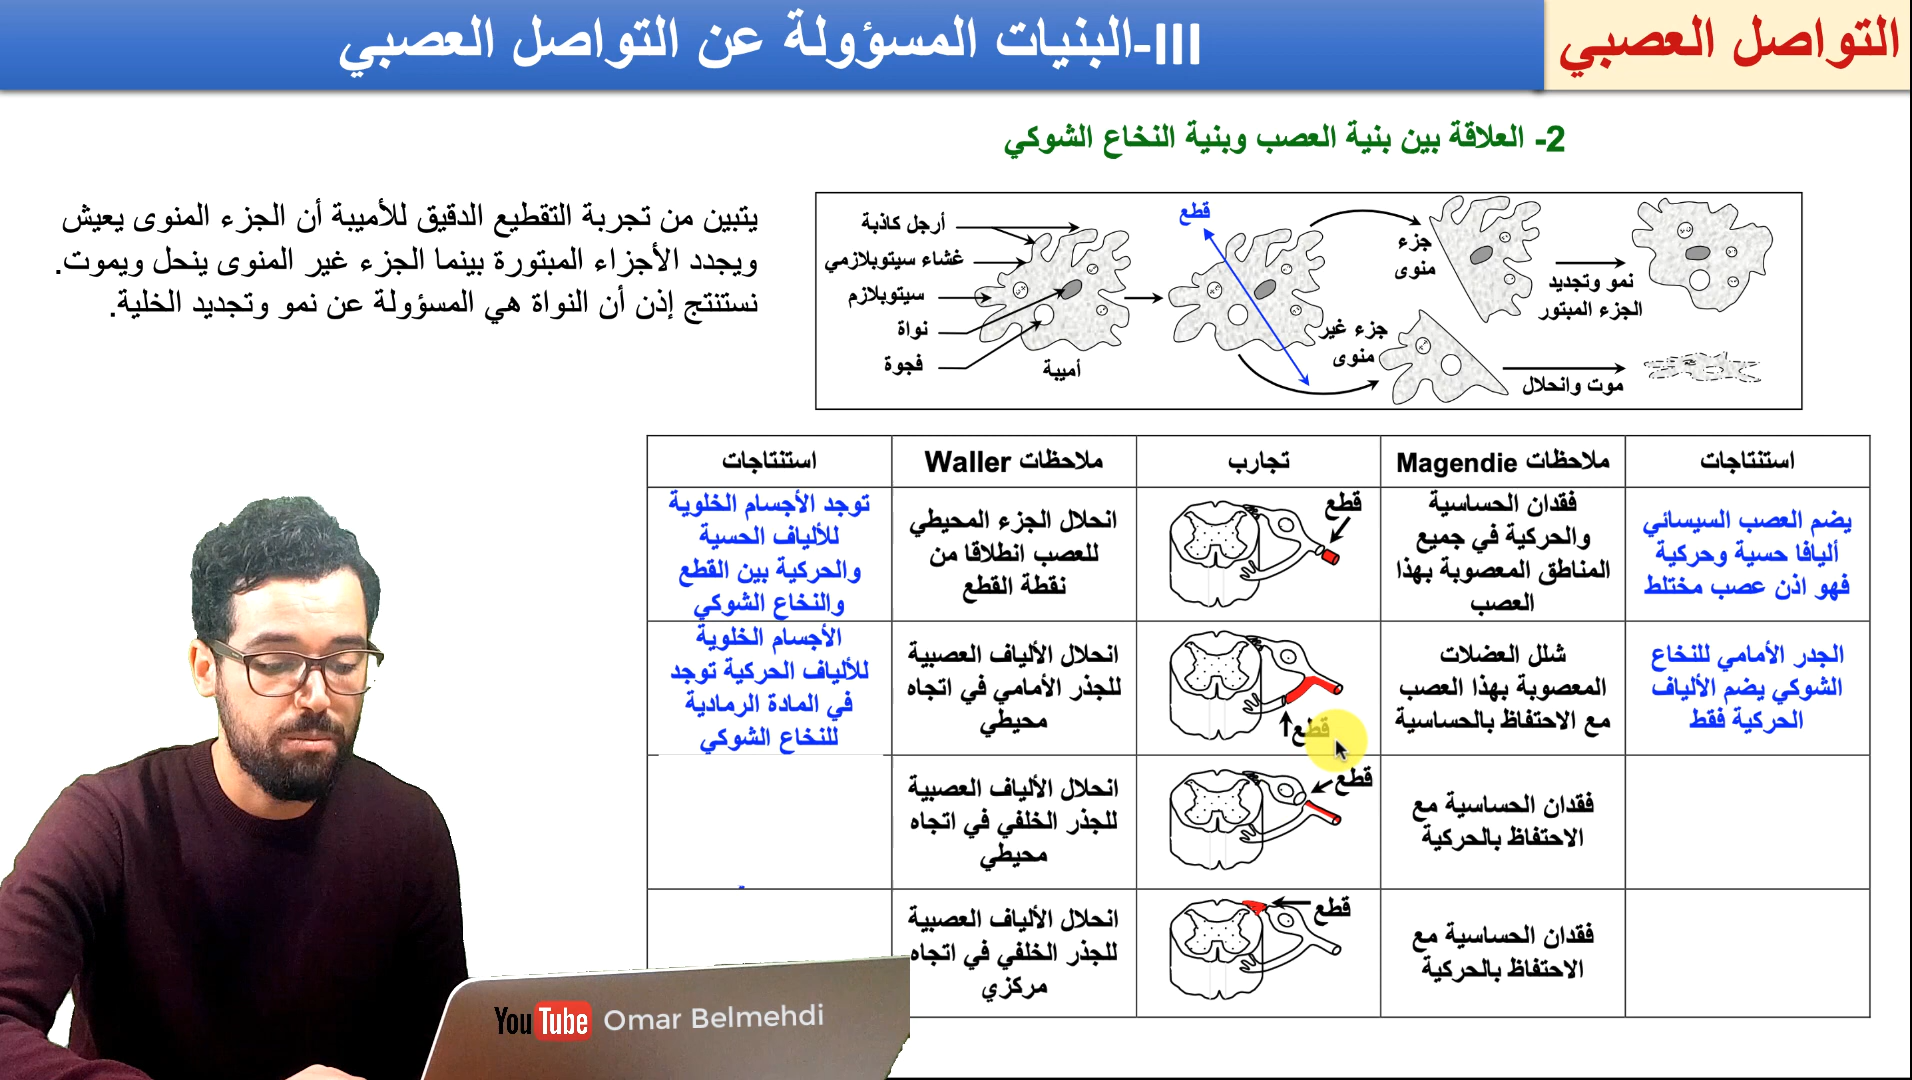 التواصل العصبي
III-البنيات المسؤولة عن التواصل العصبي
2- العلاقة بين بنية العصب وبنية النخاع الشوكي
يتبين من تجربة التقطيع الدقيق للأميبة أن الجزء المنوى يعيش
ويجدد الأجزاء المبتورة بينما الجزء غير المنوى ينحل ويموت.
نستنتج إذن أن النواة هي المسؤولة عن نمو وتجديد الخلية.
أرجل كاذبة
غشاء سيتوبلازمي
سيتوبلازم
نواة
فجوة
أميبة
قطع
جزء
منوى
نمو وتجديد
الجزء المبتور
جزء غير
منوى
موت وانحلال
استنتاجات
ملاحظات Magendie
تجارب
ملاحظات Waller
استنتاجات
يضم العصب السيسائي
أليافا حسية وحركية
فهو اذن عصب مختلط
فقدان الحساسية
والحركية في جميع
المناطق المعصوبة بهذا
العصب
قطع
انحلال الجزء المحيطي
للعصب انطلاقا من
نقطة القطع
توجد الأجسام الخلوية
للألياف الحسية
والحركية بين القطع
والنخاع الشوكي
الجدر الأمامي للنخاع
الشوكي يضم الألياف
الحركية فقط
شلل العضلات
المعصوبة بهذا العصب
مع الاحتفاظ بالحساسية
قطع
انحلال الألياف العصبية
للجذر الأمامي في اتجاه
محيطي
الأجسام الخلوية
للألياف الحركية توجد
في المادة الرمادية
للنخاع الشوكي
فقدان الحساسية مع
الاحتفاظ بالحركية
قطع
انحلال الألياف العصبية
للجذر الخلفي في اتجاه
محيطي
فقدان الحساسية مع
الاحتفاظ بالحركية
قطع
انحلال الألياف العصبية
للجذر الخلفي في اتجاه
مركزي
YouTube Omar Belmehdi